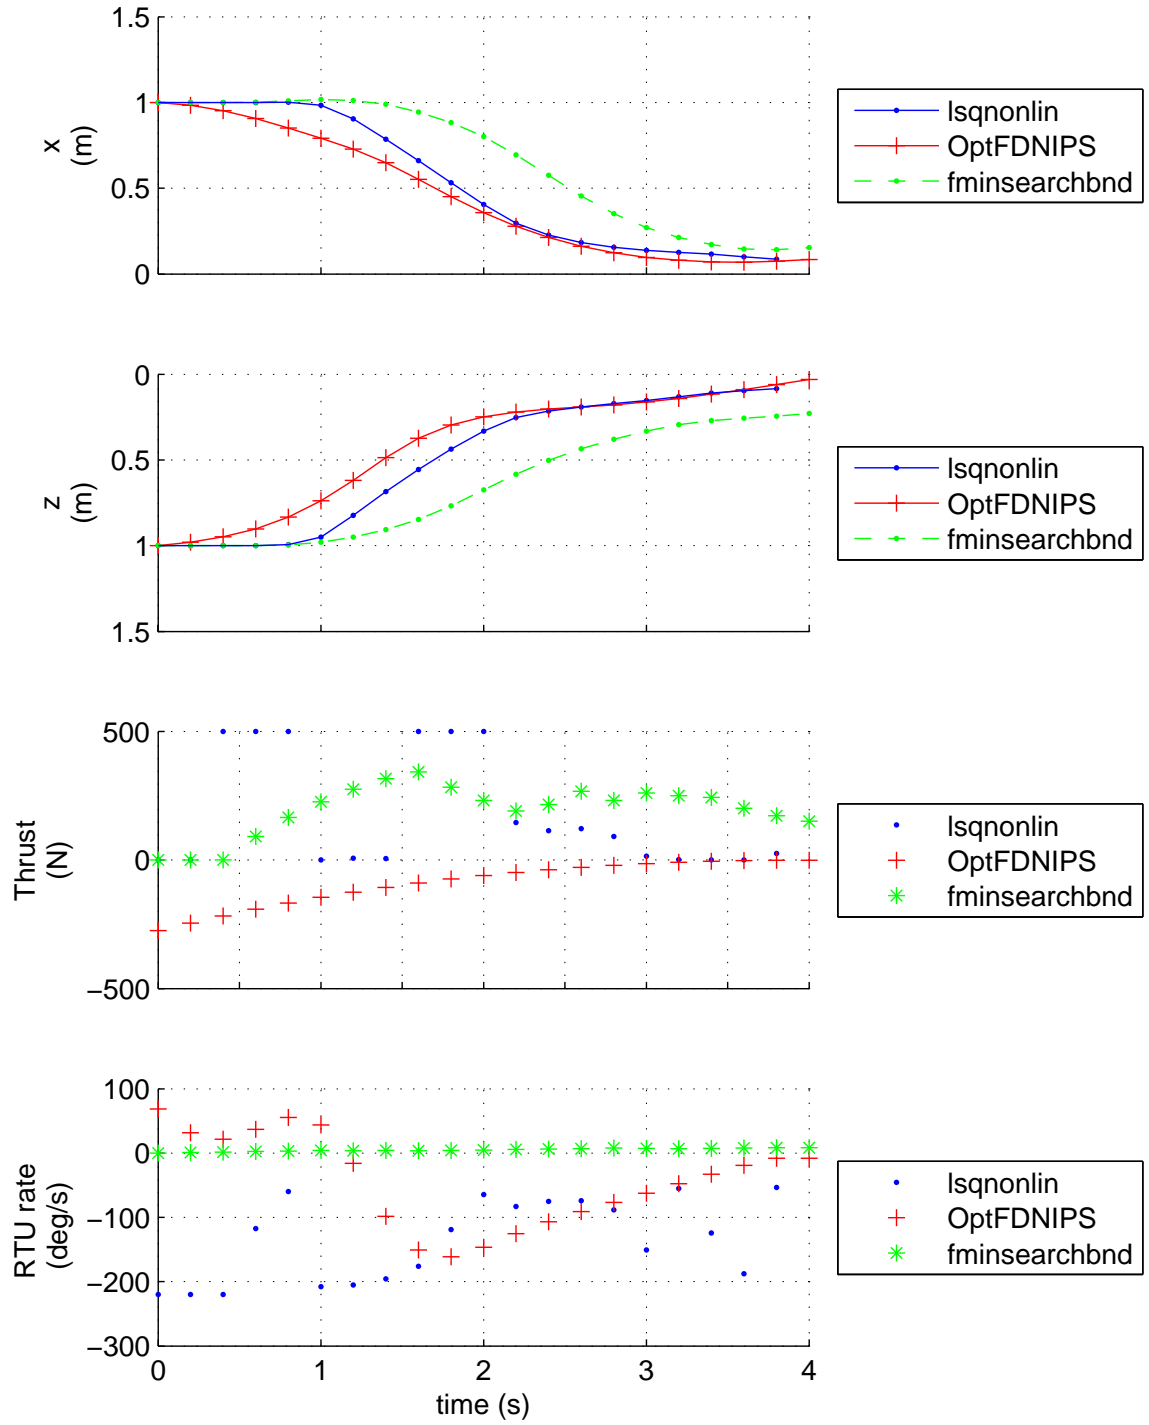 1.5
1
0.5
0
x
(m)
lsqnonlin
OptFDNIPS
fminsearchbnd
0
0.5
1
1.5
z
(m)
lsqnonlin
OptFDNIPS
fminsearchbnd
500
0
−500
Thrust
(N)
lsqnonlin
OptFDNIPS
fminsearchbnd
100
0
−100
−200
−300
RTU rate
(deg/s)
lsqnonlin
OptFDNIPS
fminsearchbnd
0 1 2 3 4
time (s)